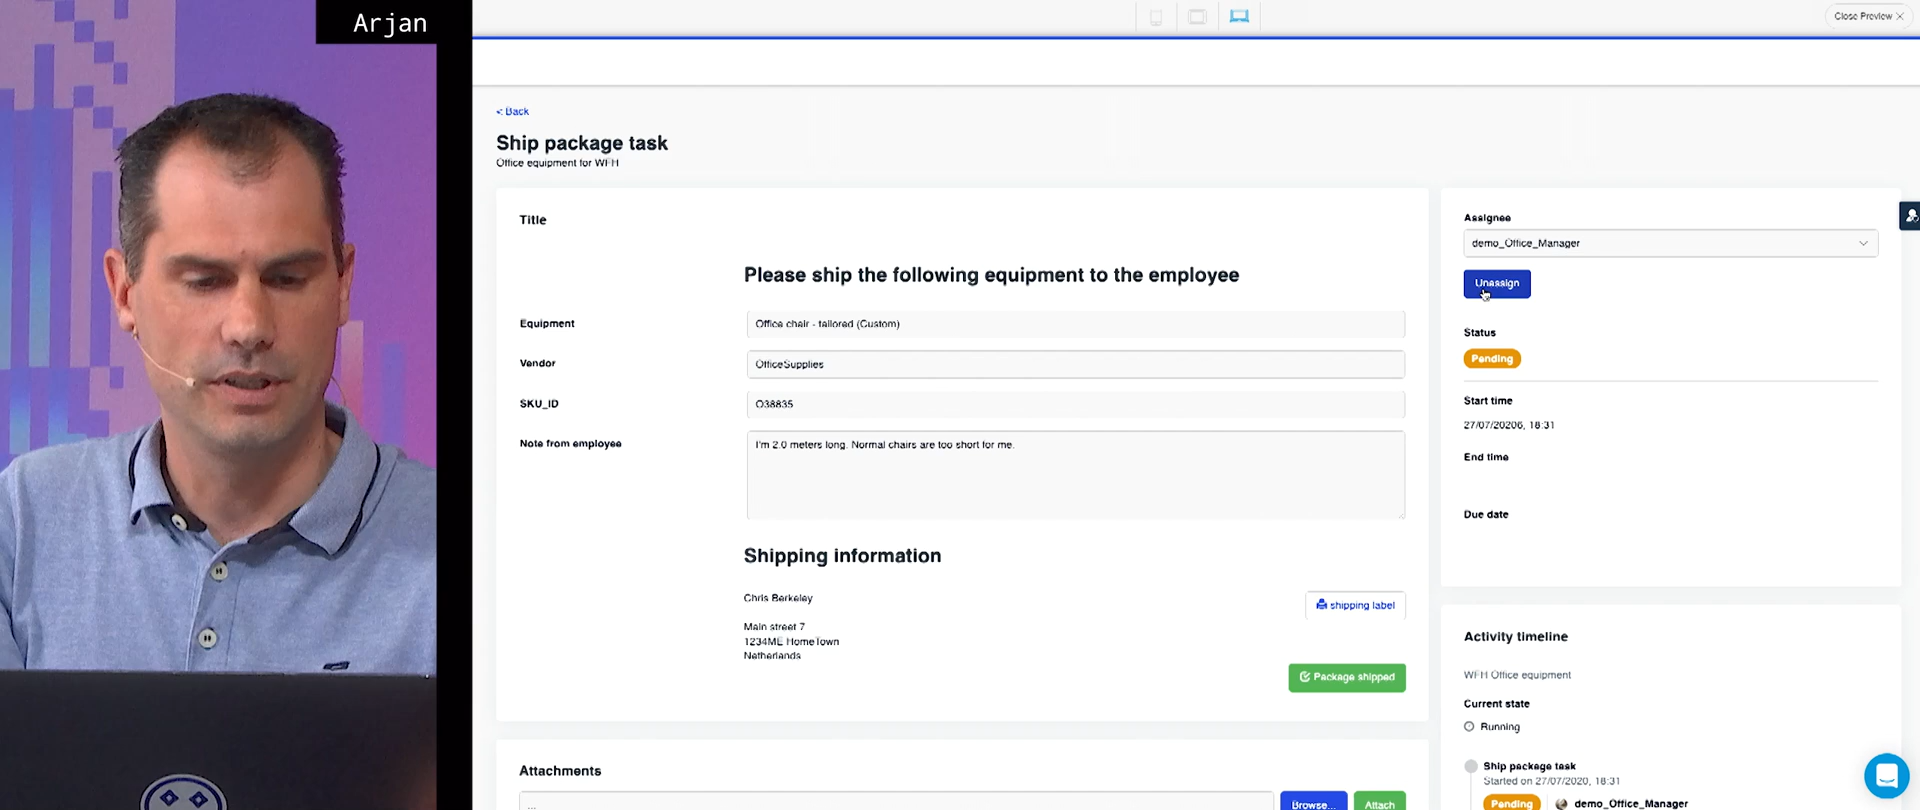 Arjan
Close Preview
< Back
Ship package task
Office equipment for WFH
Title
Please ship the following equipment to the employee
Equipment
Office chair - tailored (Custom)
Vendor
OfficeSupplies
SKU_ID
O38835
Note from employee
I'm 2.0 meters long. Normal chairs are too short for me.
Shipping information
Chris Berkeley
shipping label
Main street 7
1234ME HomeTown
Netherlands
Package shipped
Attachments
...
Browse...
Attach
Assignee
demo_Office_Manager
Unassign
Status
Pending
Start time
27/07/20206, 18:31
End time
Due date
Activity timeline
WFH Office equipment
Current state
Running
Ship package task
Started on 27/07/2020, 18:31
Pending
demo_Office_Manager